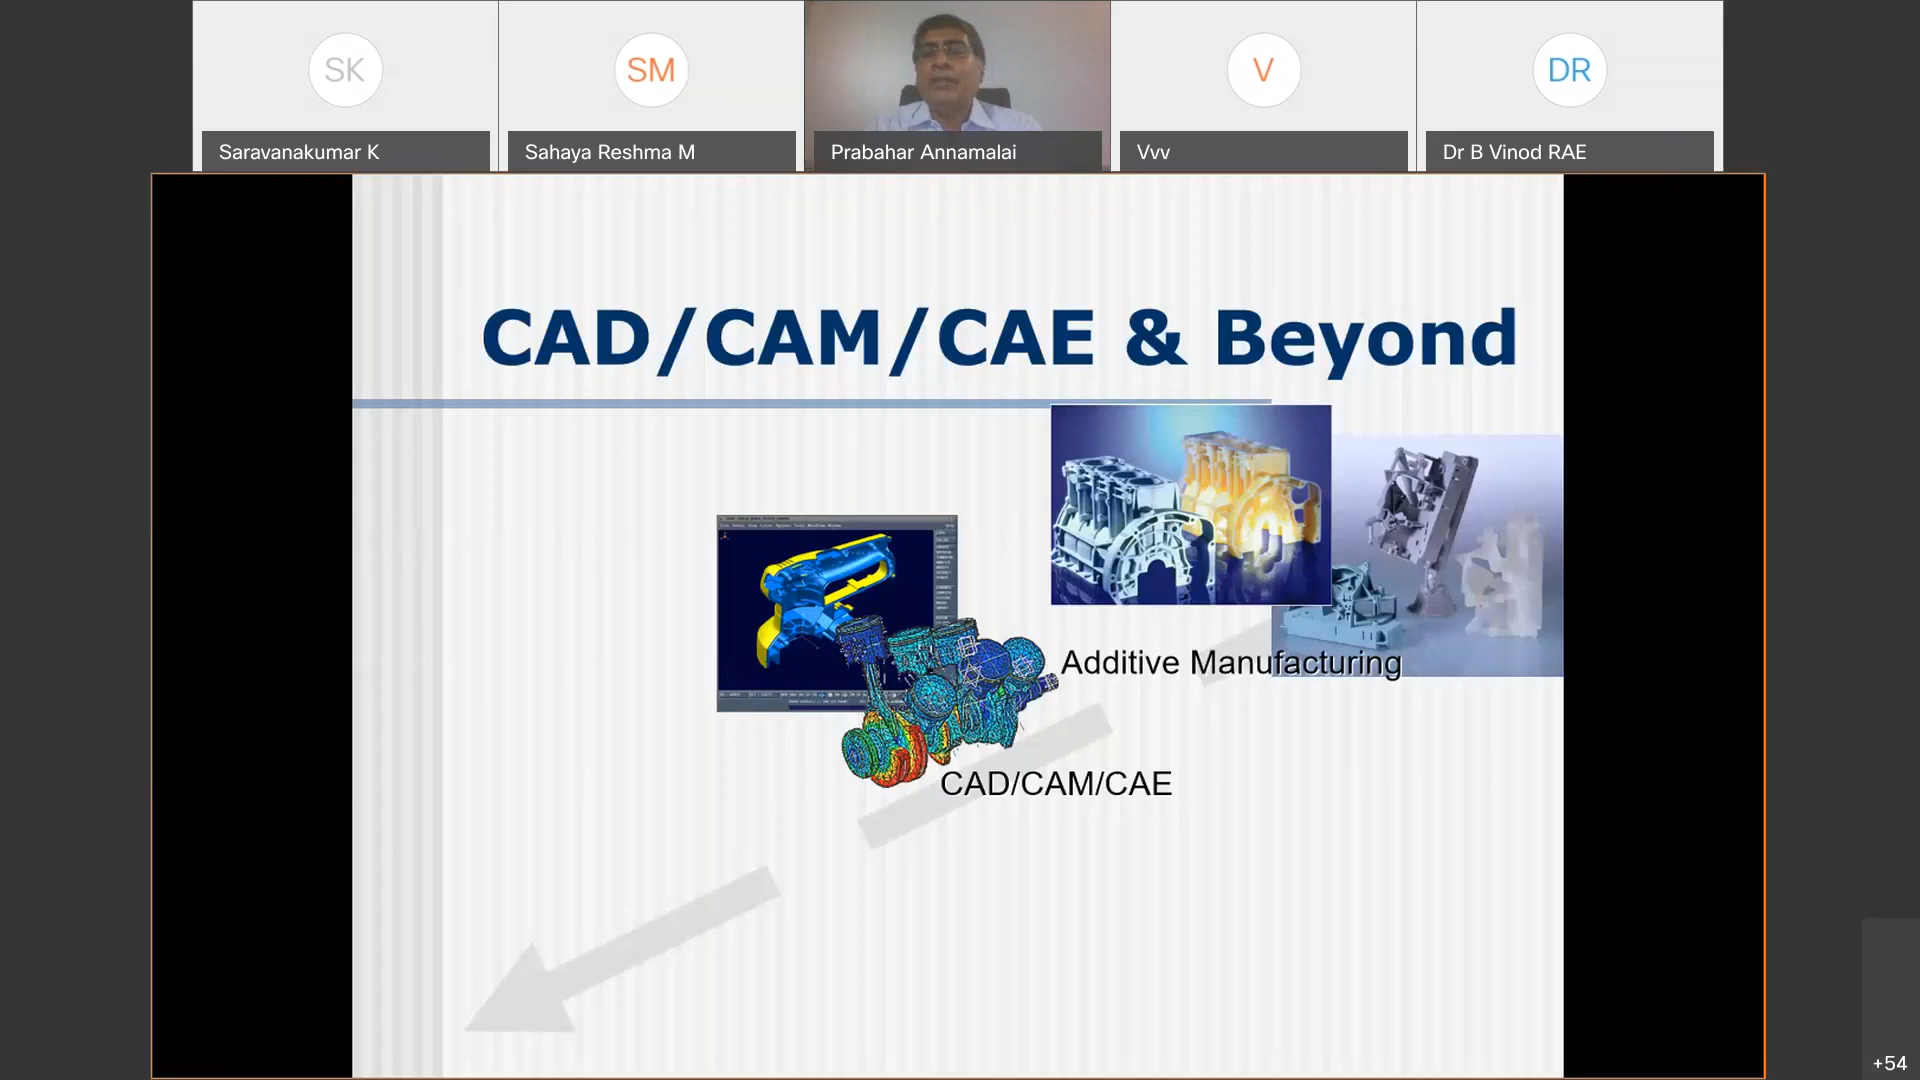 SK
SM
V
DR
Saravanakumar K
Sahaya Reshma M
Prabahar Annamalai
Vvv
Dr B Vinod RAE
CAD/CAM/CAE & Beyond
Additive Manufacturing
CAD/CAM/CAE
+54